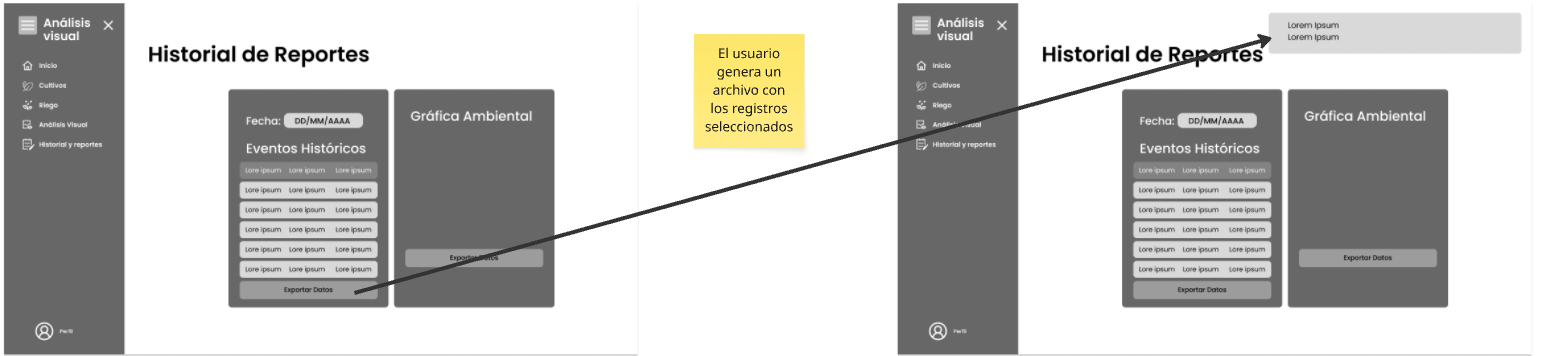 Análisis
visual
Inicio
Cultivos
Riego
Análisis Visual
Historial y reportes
Perfil
Historial de Reportes
Fecha: DD/MM/AAAA
Eventos Históricos
Lore ipsum Lore ipsum Lore ipsum
Lore ipsum Lore ipsum Lore ipsum
Lore ipsum Lore ipsum Lore ipsum
Lore ipsum Lore ipsum Lore ipsum
Lore ipsum Lore ipsum Lore ipsum
Lore ipsum Lore ipsum Lore ipsum
Exportar Datos
Gráfica Ambiental
Exportar Datos
El usuario
genera un
archivo con
los registros
seleccionados
Análisis
visual
Inicio
Cultivos
Riego
Análisis Visual
Historial y reportes
Perfil
Historial de Reportes
Lorem Ipsum
Lorem Ipsum
Fecha: DD/MM/AAAA
Eventos Históricos
Lore ipsum Lore ipsum Lore ipsum
Lore ipsum Lore ipsum Lore ipsum
Lore ipsum Lore ipsum Lore ipsum
Lore ipsum Lore ipsum Lore ipsum
Lore ipsum Lore ipsum Lore ipsum
Lore ipsum Lore ipsum Lore ipsum
Exportar Datos
Gráfica Ambiental
Exportar Datos